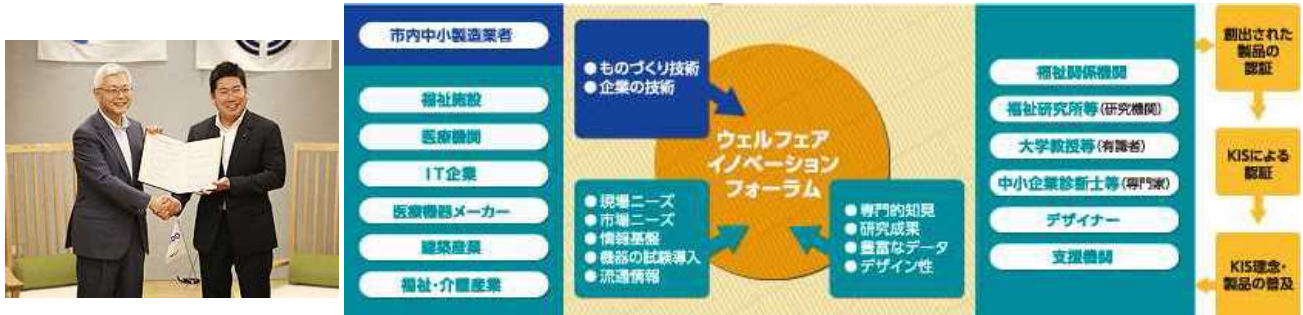 市内中小製造業者
福祉施設
医療機関
IT企業
医療機器メーカー
建築産業
福祉・介護産業
●ものづくり技術
●企業の技術
ウェルフェア
イノベーション
フォーラム
●現場ニーズ
●市場ニーズ
●情報基盤
●機器の試験導入
●流通情報
●専門的知見
●研究成果
●豊富なデータ
●デザイン性
福祉関係機関
福祉研究所等(研究機関)
大学教授等(有識者)
中小企業診断士等(専門家)
デザイナー
支援機関
創出された
製品の
認証
KISによる
認証
KIS理念・
製品の普及